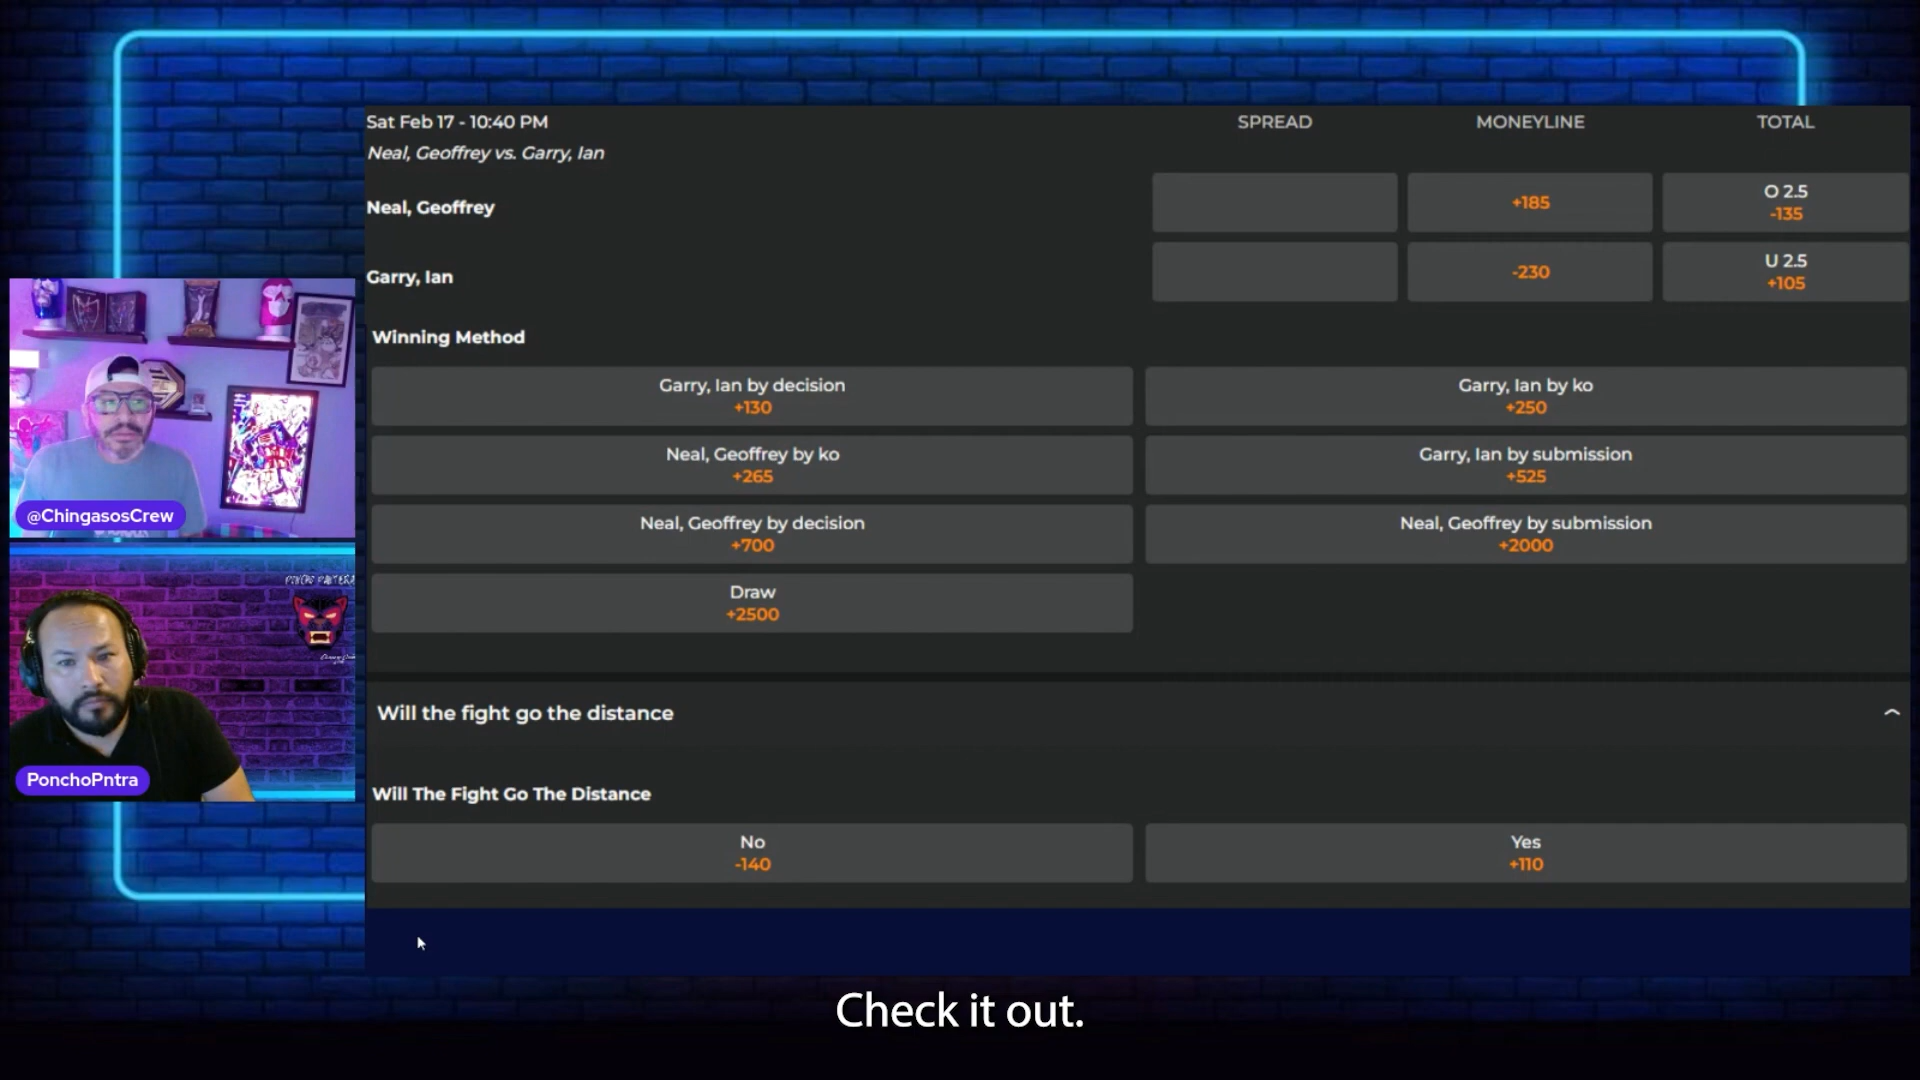 Sat Feb 17 - 10:40 PM
SPREAD
MONEYLINE
TOTAL
Neal, Geoffrey vs. Garry, Ian
Neal, Geoffrey
+185
O 2.5
-135
Garry, Ian
-230
U 2.5
+105
Winning Method
Garry, Ian by decision
+130
Garry, Ian by ko
+250
Neal, Geoffrey by ko
+265
Garry, Ian by submission
+525
Neal, Geoffrey by decision
+700
Neal, Geoffrey by submission
+2000
Draw
+2500
Will the fight go the distance
Will The Fight Go The Distance
No
-140
Yes
+110
@ChingasosCrew
PONCHO PANTERA
PonchoPntra
Check it out.